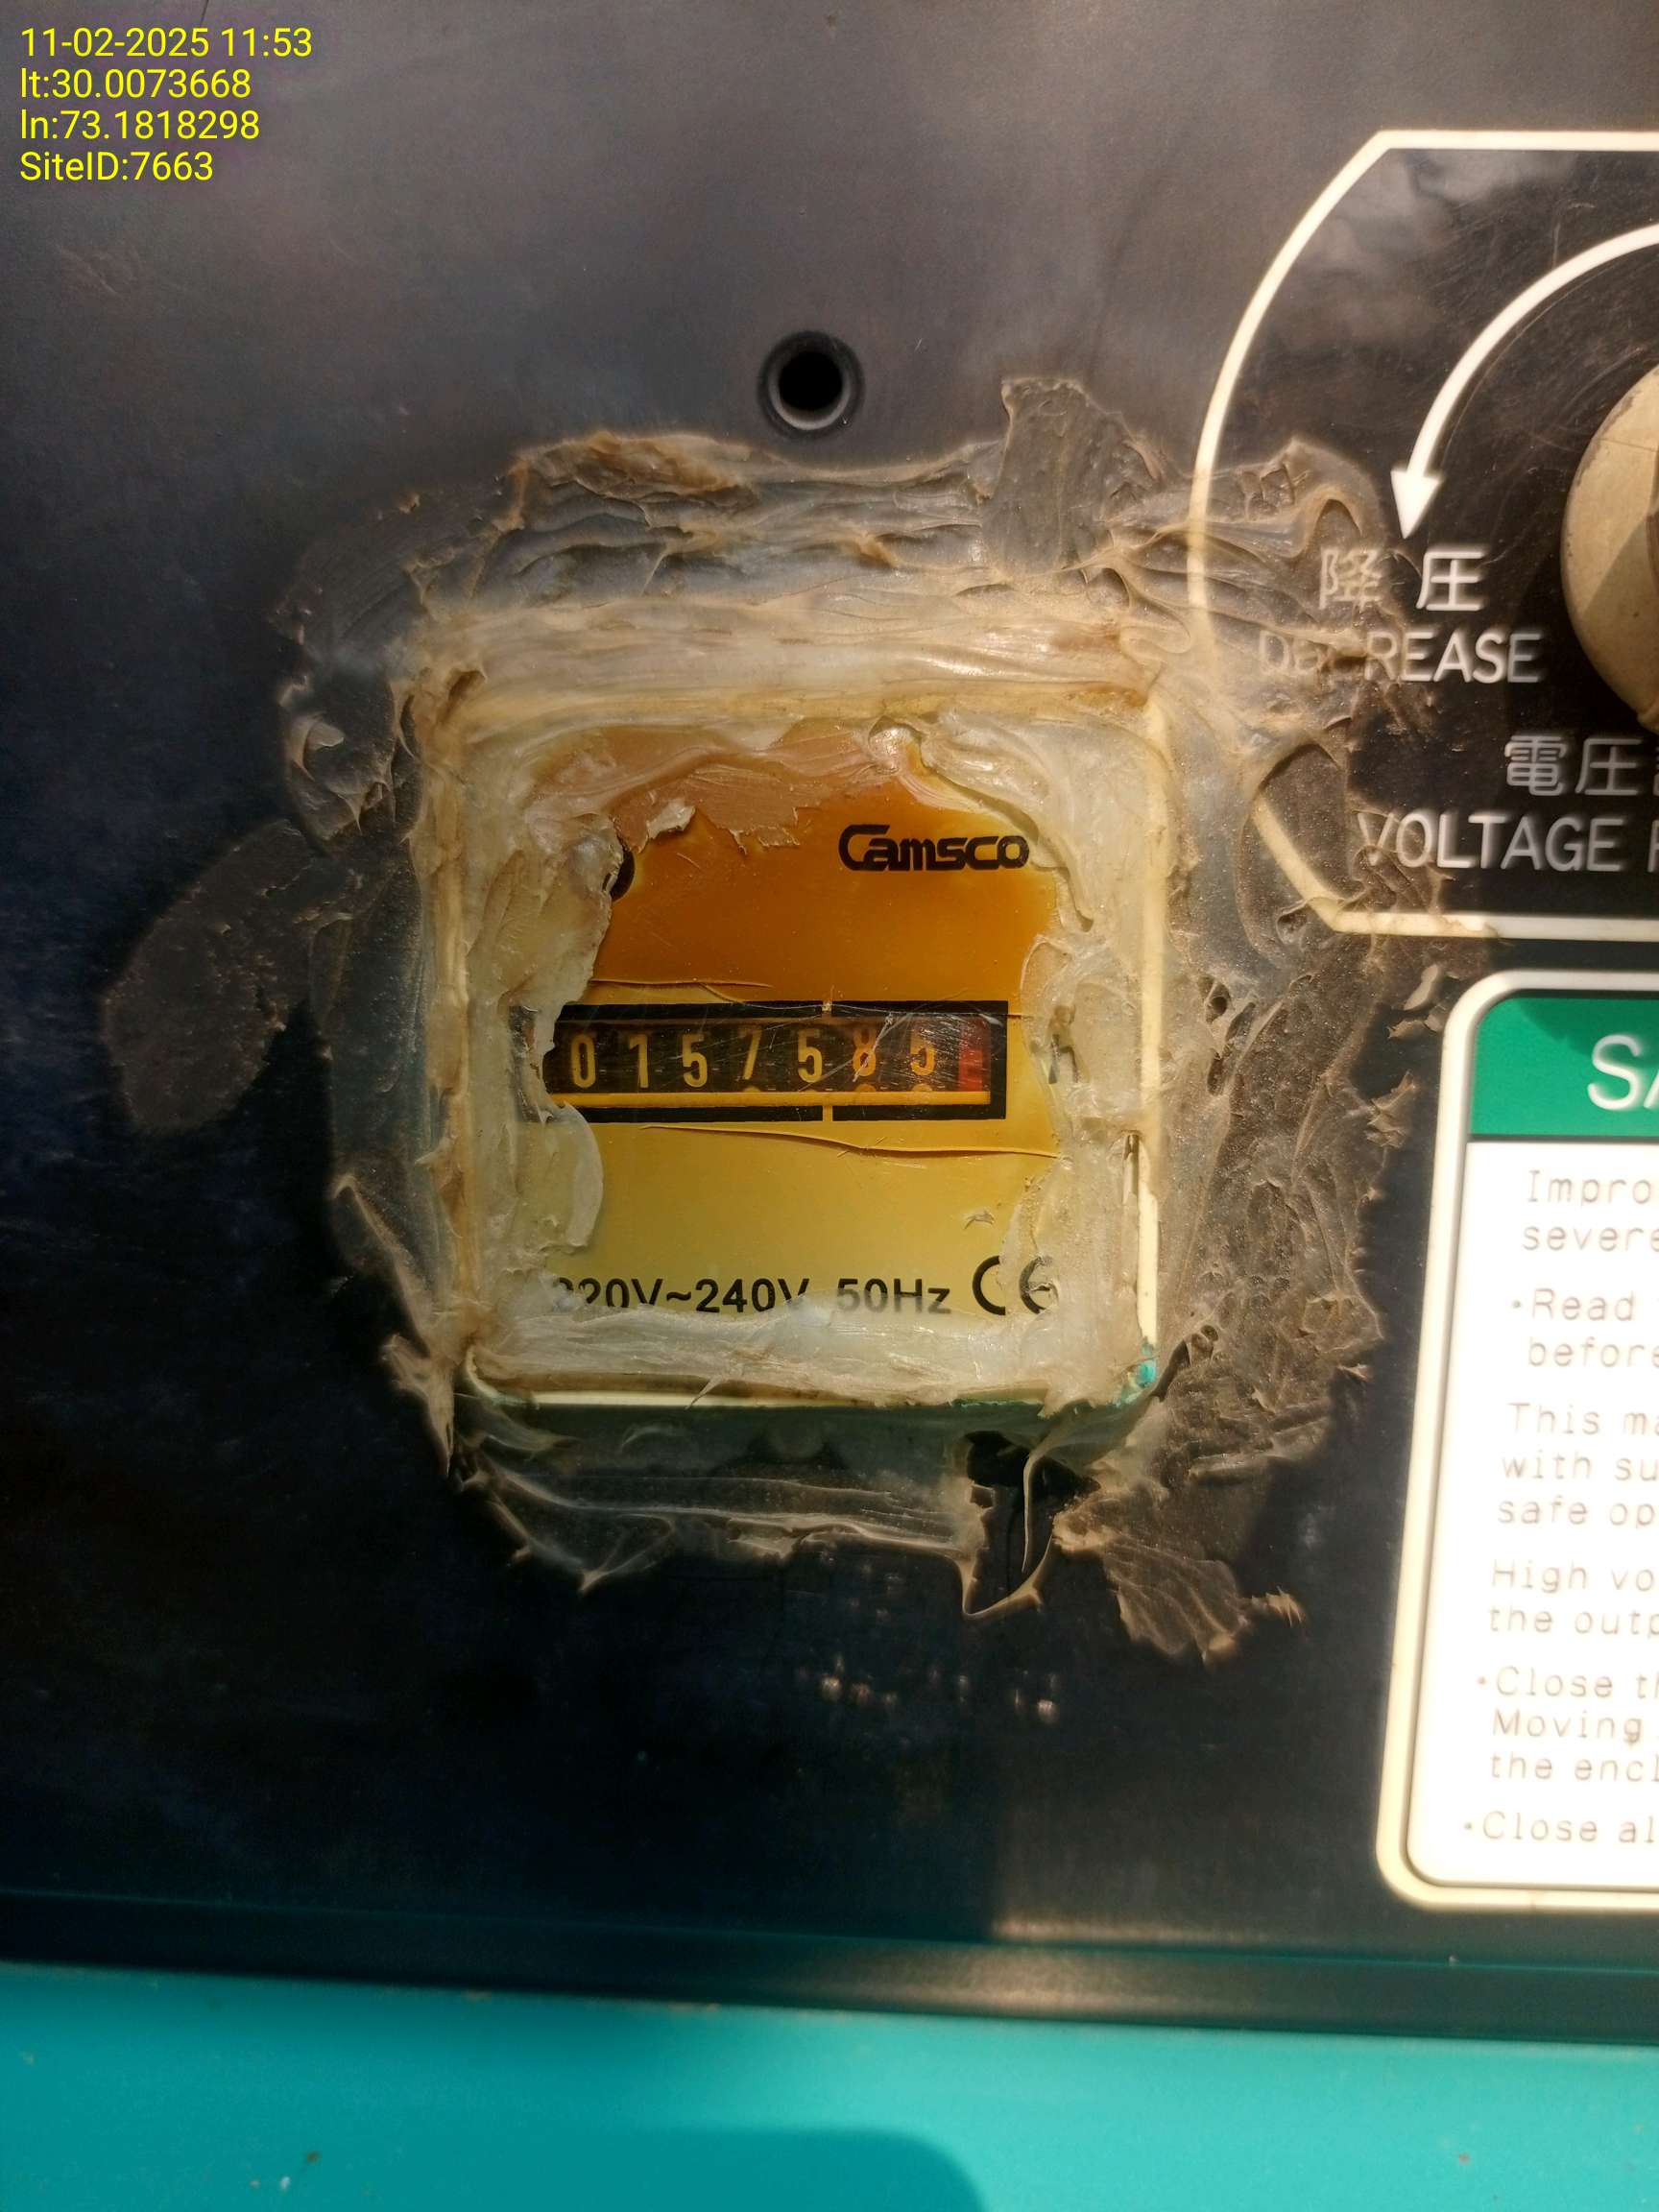 11-02-2025 11:53
lt:30.0073668
ln:73.1818298
SiteID:7663
降 圧
DECREASE
電圧
VOLTAGE
Camsco
0157585
h
220V~240V 50Hz CE
Impro
severe
•Read
before
This ma
with su
safe op
High vo
the outp
•Close th
Moving
the encl
•Close al